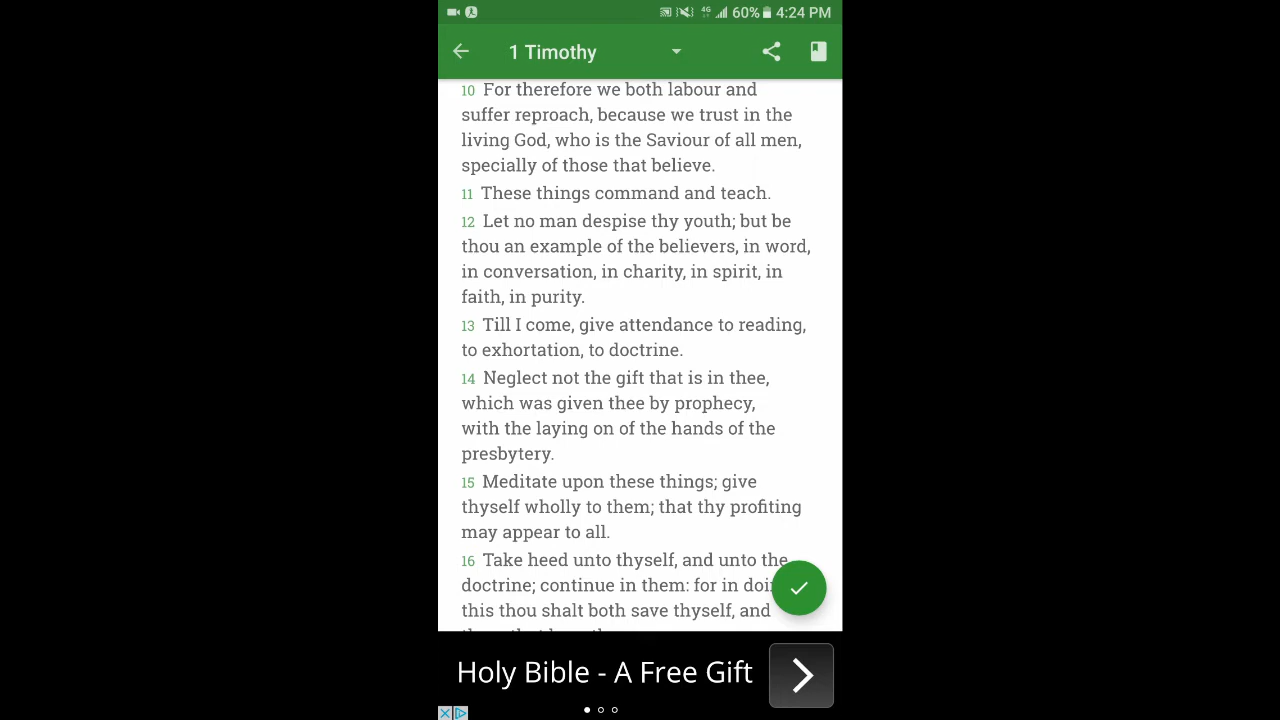 4G 60% 4:24 PM
1 Timothy
10 For therefore we both labour and
suffer reproach, because we trust in the
living God, who is the Saviour of all men,
specially of those that believe.
11 These things command and teach.
12 Let no man despise thy youth; but be
thou an example of the believers, in word,
in conversation, in charity, in spirit, in
faith, in purity.
13 Till I come, give attendance to reading,
to exhortation, to doctrine.
14 Neglect not the gift that is in thee,
which was given thee by prophecy,
with the laying on of the hands of the
presbytery.
15 Meditate upon these things; give
thyself wholly to them; that thy profiting
may appear to all.
16 Take heed unto thyself, and unto the
doctrine; continue in them: for in doi
this thou shalt both save thyself, and
Holy Bible - A Free Gift